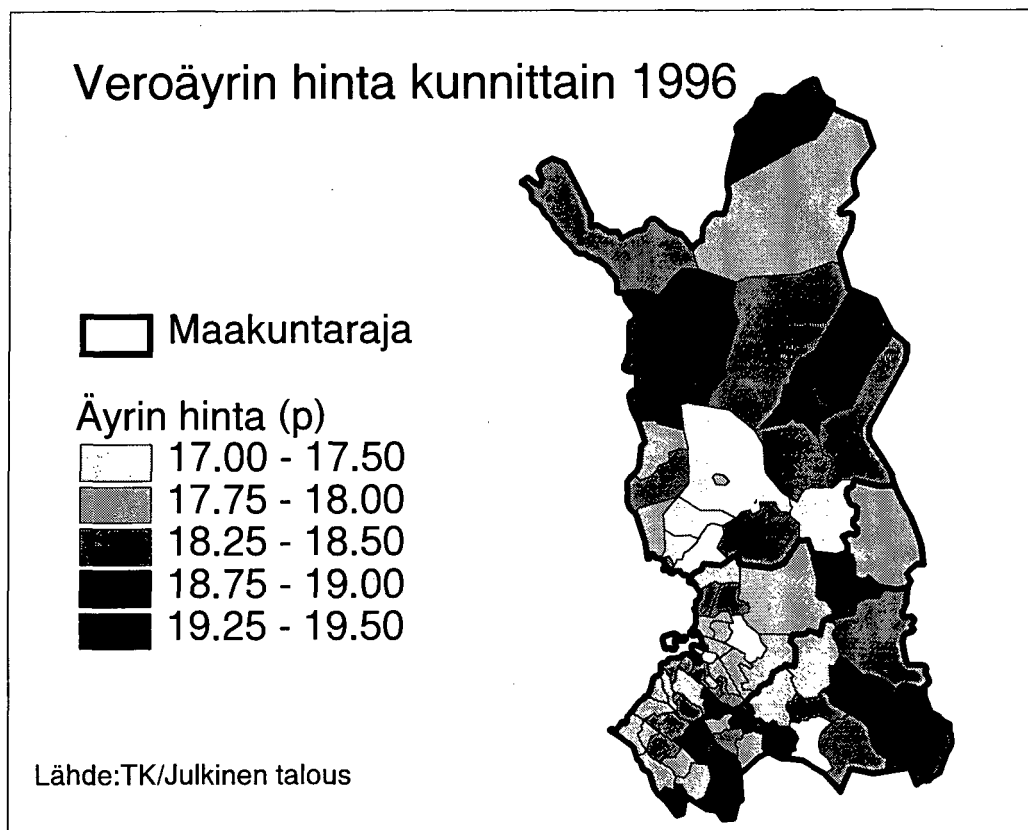 Veroäyrin hinta kunnittain 1996
Maakuntaraja
Äyrin hinta (p)
17.00 - 17.50
17.75 - 18.00
18.25 - 18.50
18.75 - 19.00
19.25 - 19.50
Lähde:TK/Julkinen talous